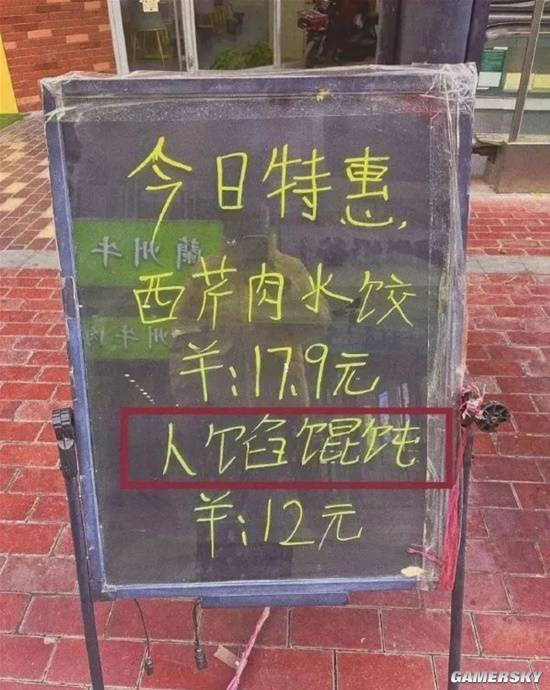 今日特惠,
西芹肉水饺
羊:17.9元
人馅馄饨
羊:12元
GAMERSKY